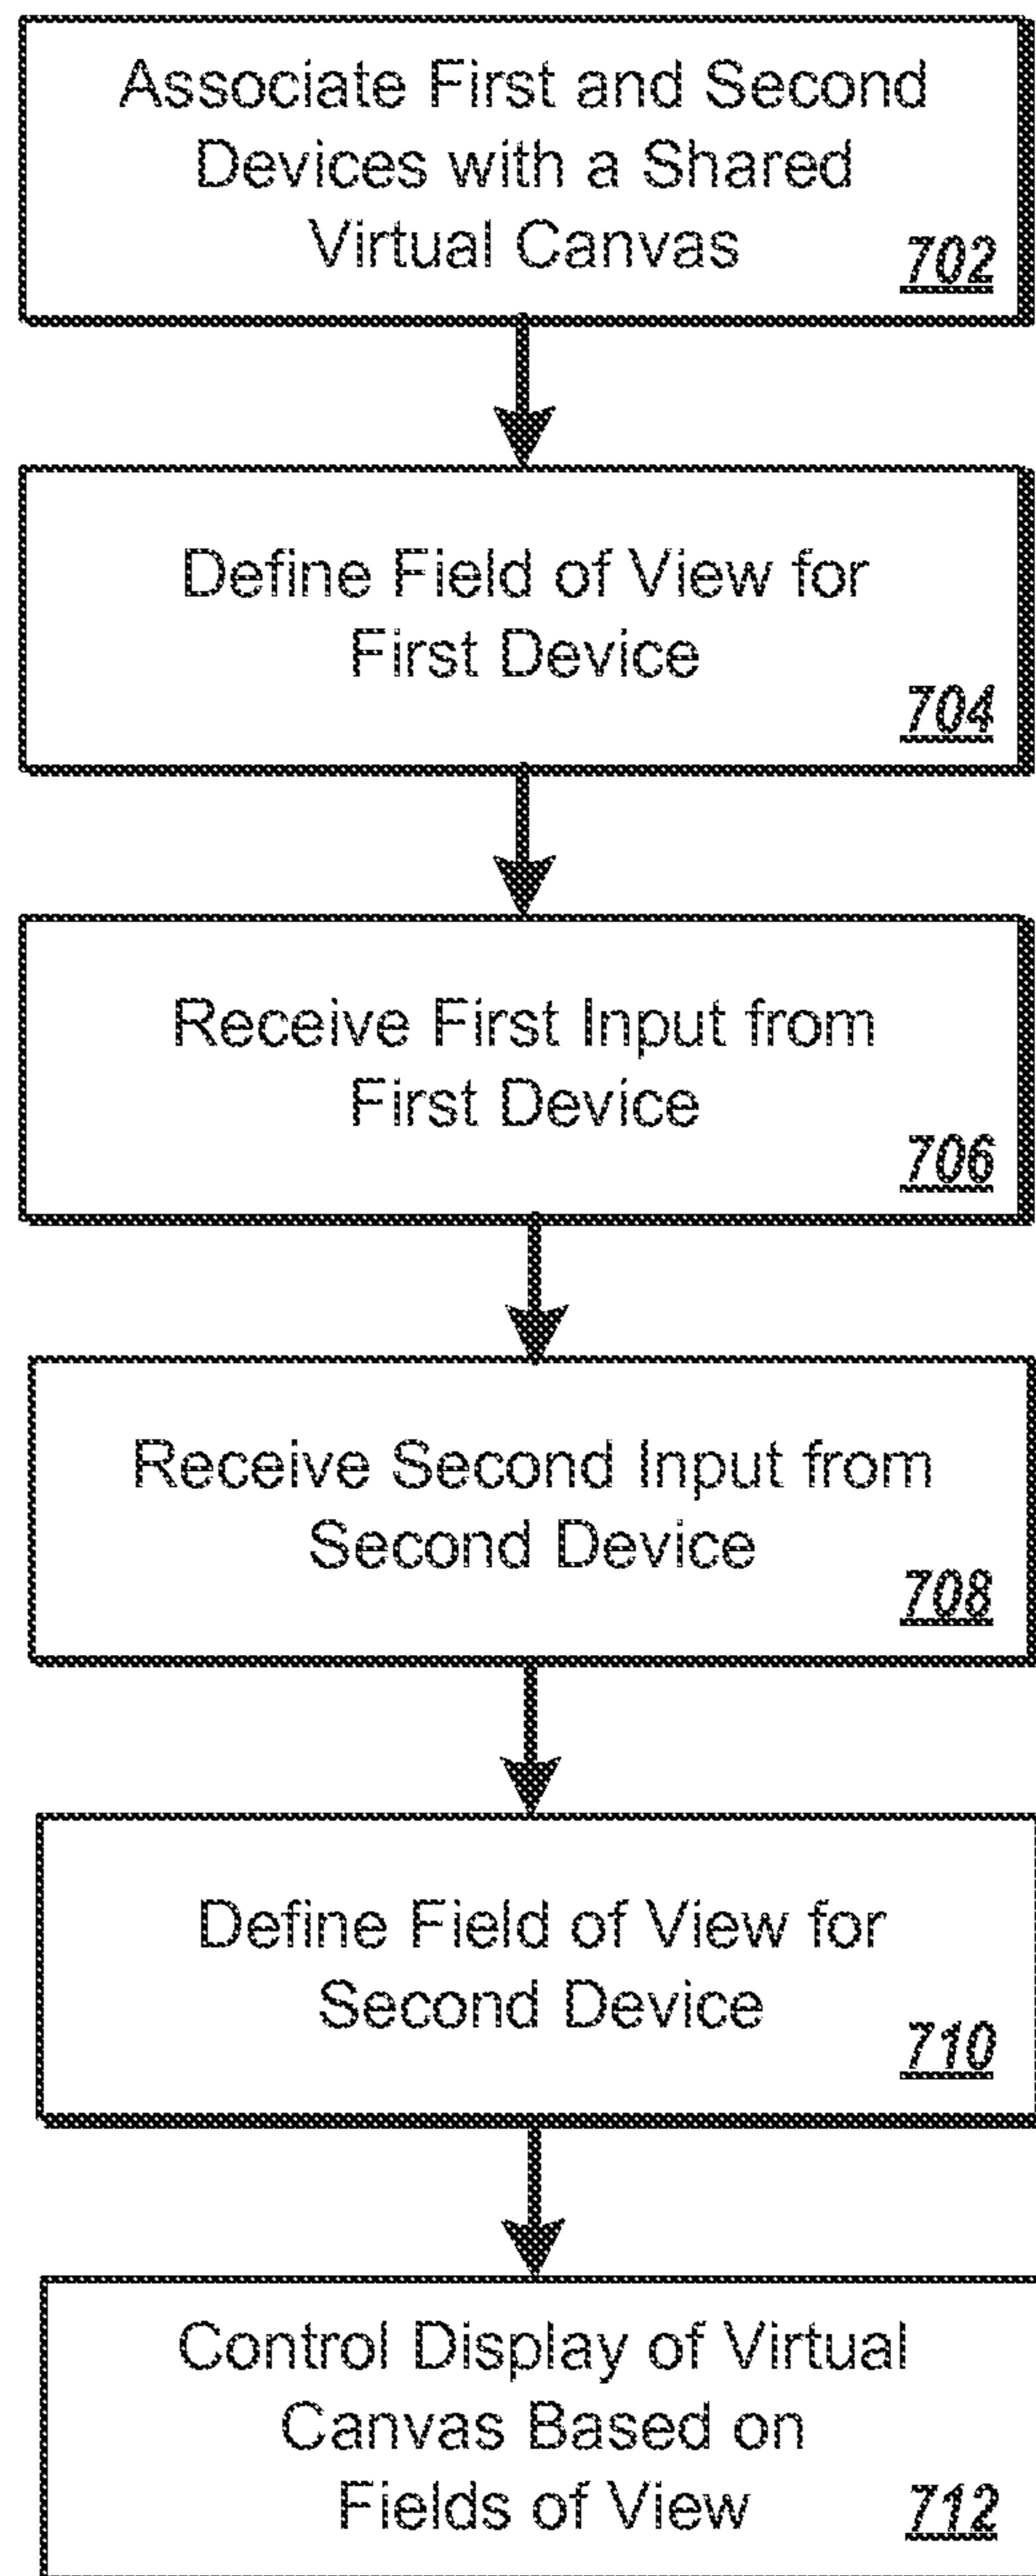 Associate First and Second
Devices with a Shared
Virtual Canvas
702
Define Field of View for
First Device
704
Receive First Input from
First Device
706
Receive Second Input from
Second Device
708
Define Field of View for
Second Device
710
Control Display of Virtual
Canvas Based on
Fields of View
712